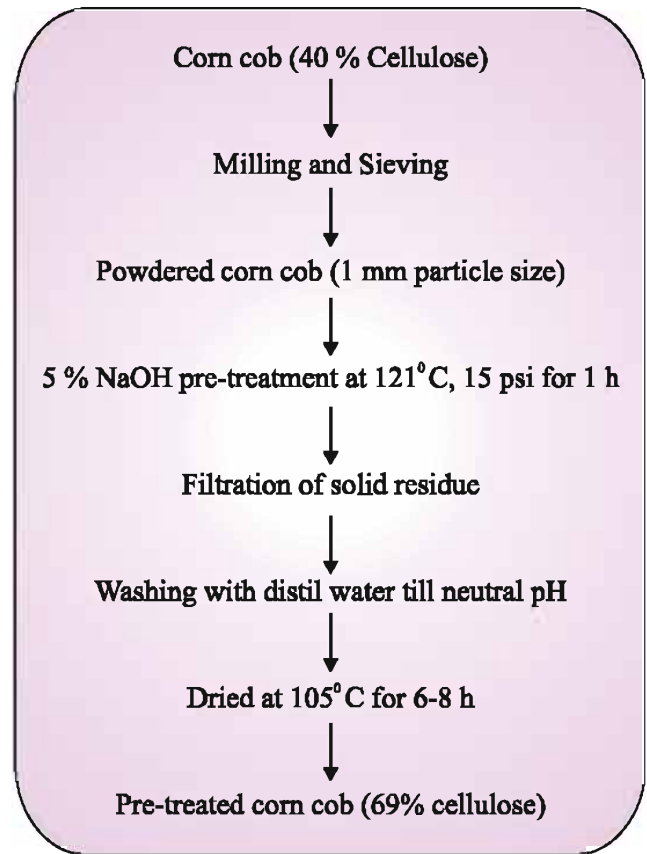 Corn cob (40 % Cellulose)
Milling and Sieving
Powdered corn cob (1 mm particle size)
5 % NaOH pre-treatment at 121⁰C, 15 psi for 1 h
Filtration of solid residue
Washing with distil water till neutral pH
Dried at 105⁰C for 6-8 h
Pre-treated corn cob (69% cellulose)